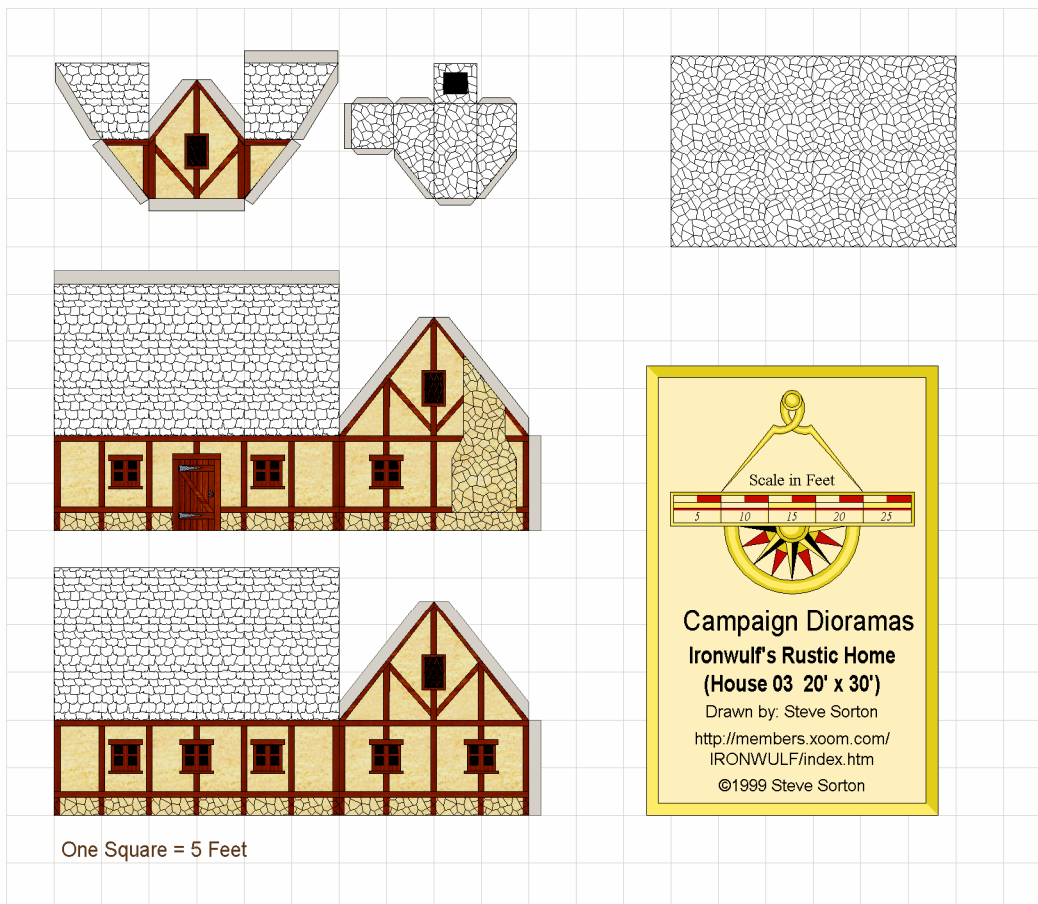 Scale in Feet
5 10 15 20 25
Campaign Dioramas
Ironwulf's Rustic Home
(House 03 20' x 30')
Drawn by: Steve Sorton
http://members.xoom.com/
IRONWULF/index.htm
©1999 Steve Sorton
One Square = 5 Feet